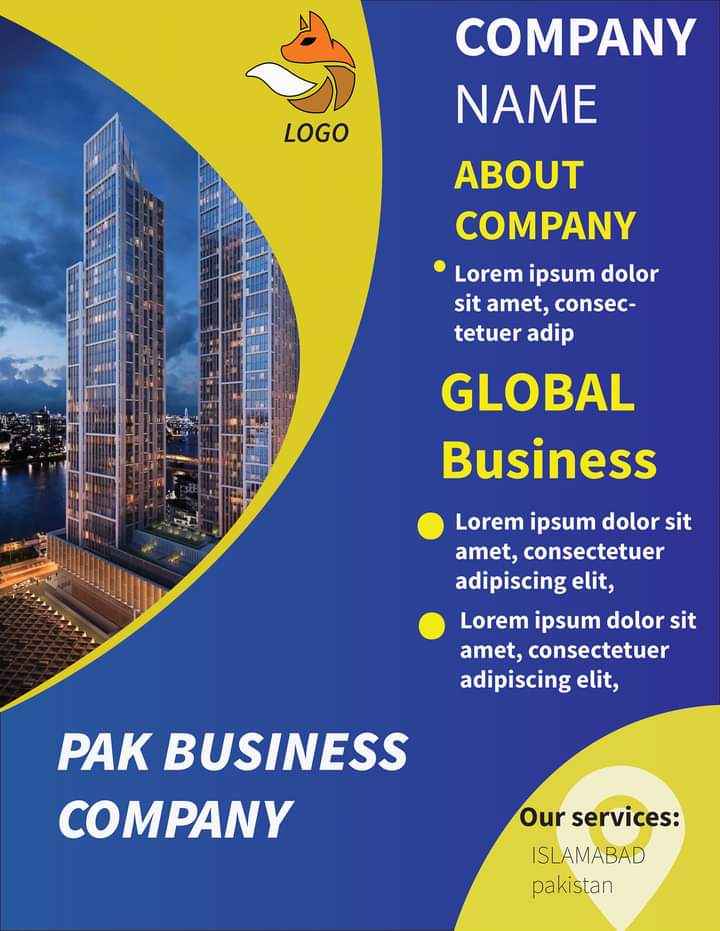 LOGO
COMPANY
NAME
ABOUT
COMPANY
Lorem ipsum dolor
sit amet, consec-
tetuer adip
GLOBAL
Business
Lorem ipsum dolor sit
amet, consectetuer
adipiscing elit,
Lorem ipsum dolor sit
amet, consectetuer
adipiscing elit,
PAK BUSINESS
COMPANY
Our services:
ISLAMABAD
pakistan